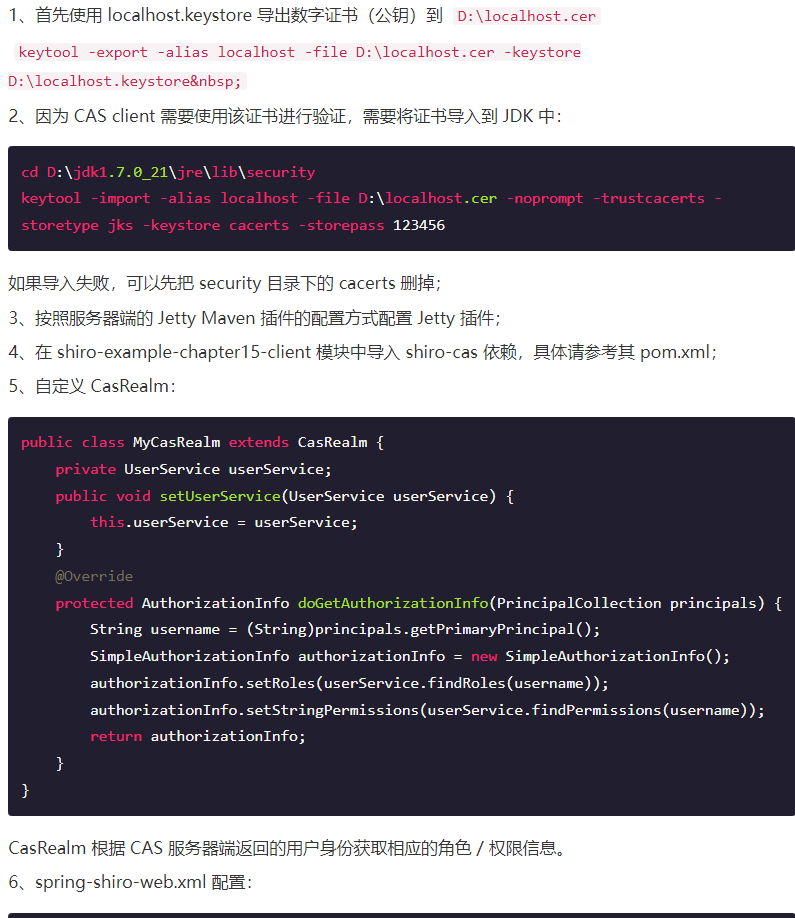 1、首先使用 localhost.keystore 导出数字证书（公钥）到 D:\localhost.cer
keytool -export -alias localhost -file D:\localhost.cer -keystore
D:\localhost.keystore&nbsp;
2、因为 CAS client 需要使用该证书进行验证，需要将证书导入到 JDK 中：
cd D:\jdk1.7.0_21\jre\lib\security
keytool -import -alias localhost -file D:\localhost.cer -noprompt -trustcacerts -
storetype jks -keystore cacerts -storepass 123456
如果导入失败，可以先把 security 目录下的 cacerts 删掉；
3、按照服务器端的 Jetty Maven 插件的配置方式配置 Jetty 插件；
4、在 shiro-example-chapter15-client 模块中导入 shiro-cas 依赖，具体请参考其 pom.xml；
5、自定义 CasRealm：
public class MyCasRealm extends CasRealm {
    private UserService userService;
    public void setUserService(UserService userService) {
        this.userService = userService;
    }
    @Override
    protected AuthorizationInfo doGetAuthorizationInfo(PrincipalCollection principals) {
        String username = (String)principals.getPrimaryPrincipal();
        SimpleAuthorizationInfo authorizationInfo = new SimpleAuthorizationInfo();
        authorizationInfo.setRoles(userService.findRoles(username));
        authorizationInfo.setStringPermissions(userService.findPermissions(username));
        return authorizationInfo;
    }
}
CasRealm 根据 CAS 服务器端返回的用户身份获取相应的角色 / 权限信息。
6、spring-shiro-web.xml 配置：